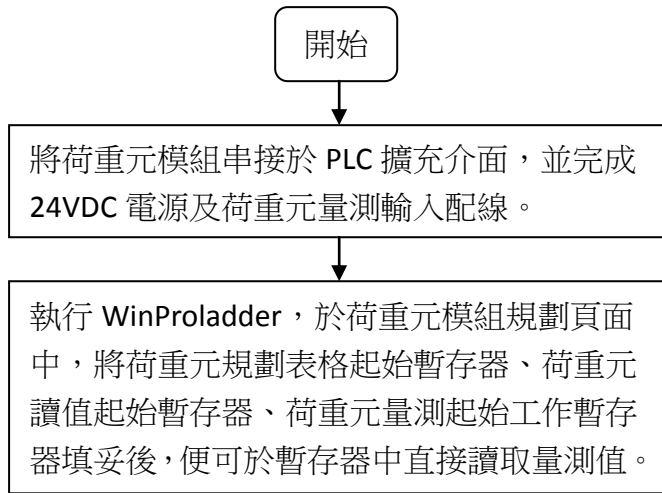 開始
將荷重元模組串接於 PLC 擴充介面，並完成
24VDC 電源及荷重元量測輸入配線。
執行 WinProladder，於荷重元模組規劃頁面
中，將荷重元規劃表格起始暫存器、荷重元
讀值起始暫存器、荷重元量測起始工作暫存
器填妥後，便可於暫存器中直接讀取量測值。